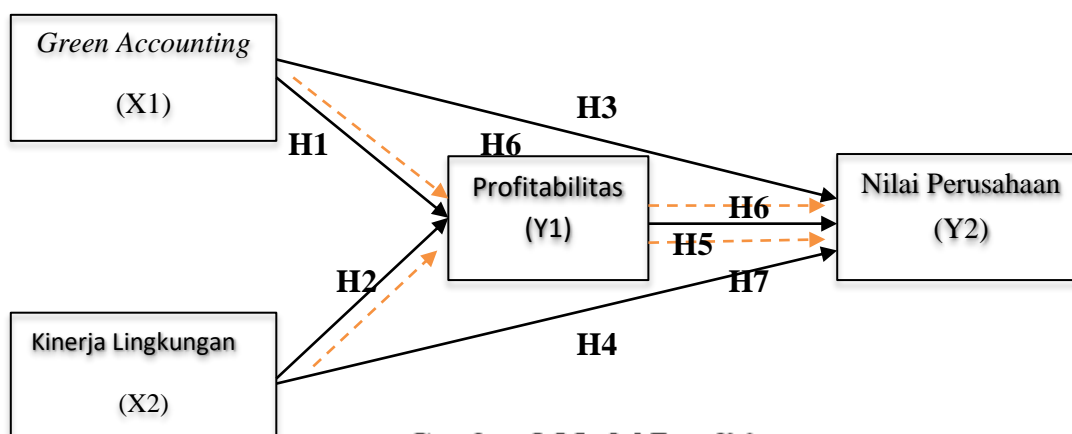 Green Accounting
(X1)
H3
H1
H6
Profitabilitas
(Y1)
Nilai Perusahaan
(Y2)
H6
H5
H2
H7
Kinerja Lingkungan
(X2)
H4